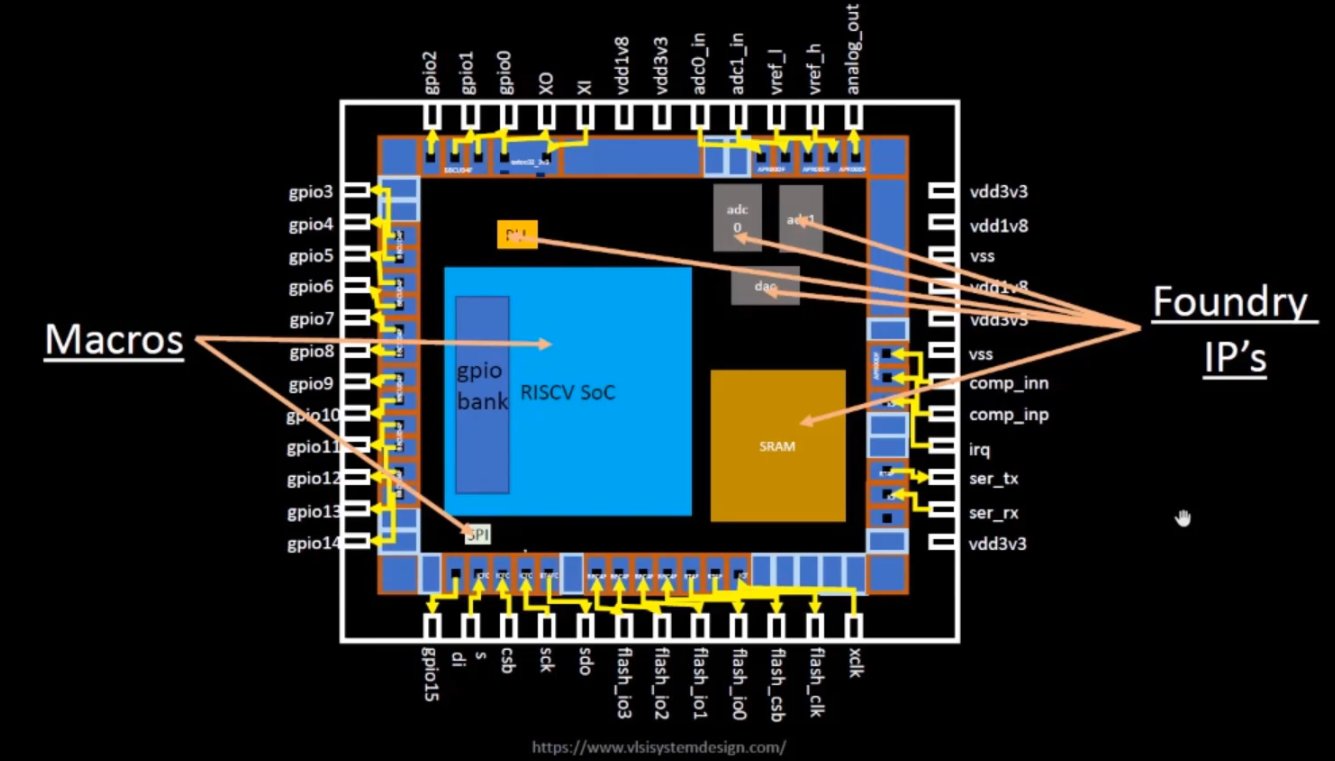 gpio2
gpio1
gpio0
XO
XI
vdd1v8
vdd3v3
adc0_in
adc1_in
vref_l
vref_h
analog_out
gpio3
gpio4
gpio5
gpio6
gpio7
gpio8
gpio9
gpio10
gpio11
gpio12
gpio13
gpio14
Macros
adc
0
dac
gpio
bank
RISCV SoC
SRAM
SPI
vdd3v3
vdd1v8
vss
vdd1v8
vdd3v3
vss
comp_inn
comp_inp
irq
ser_tx
ser_rx
vdd3v3
Foundry
IP’s
gpio15
di
s
csb
sck
sdo
flash_io3
flash_io2
flash_io1
flash_io0
flash_csb
flash_clk
xclk
https://www.vlsisystemdesign.com/